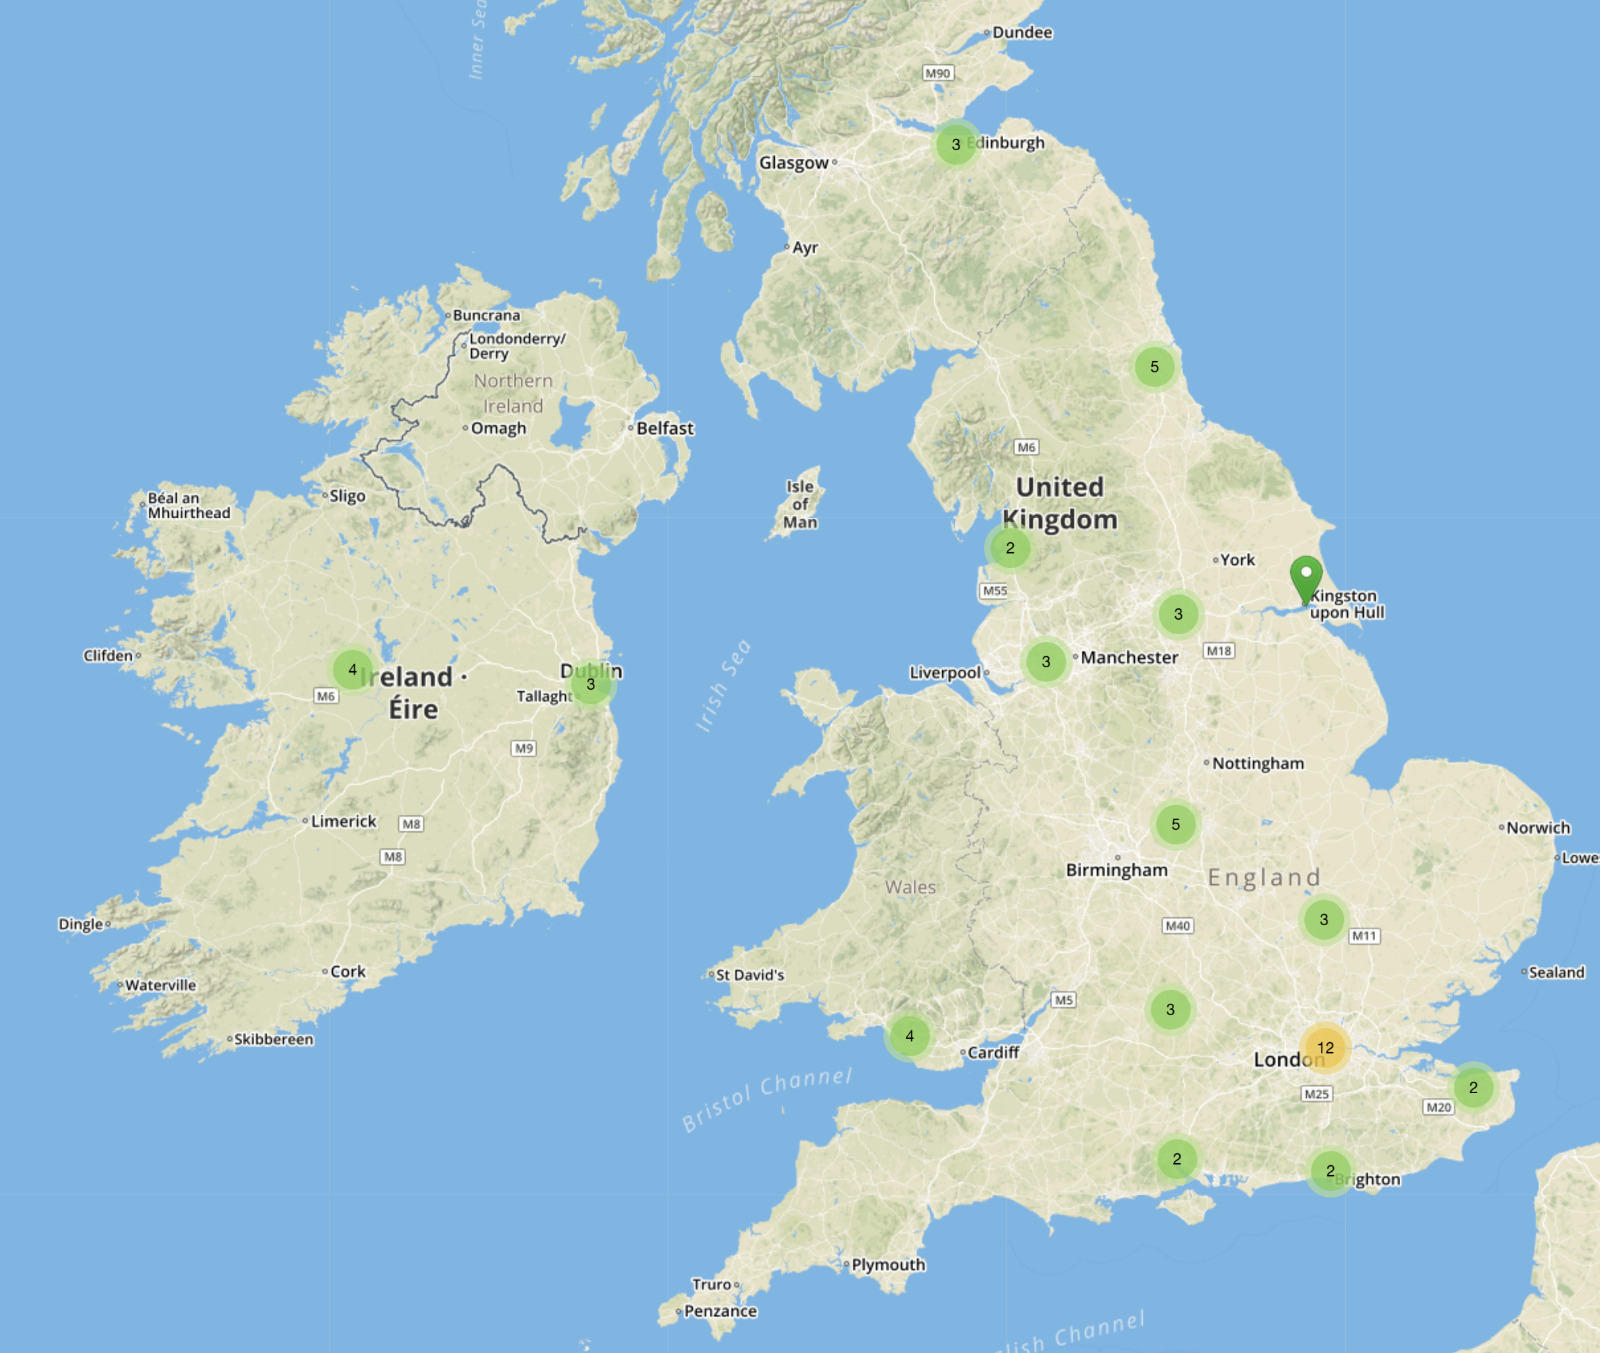 Inner Sea
Dundee
M90
3
Edinburgh
Glasgow
Ayr
Buncrana
Londonderry/
Derry
Northern
Ireland
Omagh
Belfast
5
M6
Isle
of
Man
United
Kingdom
Sligo
Béal an
Mhuirthead
2
York
M55
Kingston
upon Hull
3
M18
3
Manchester
Liverpool
Clifden
4
Ireland ·
Éire
M6
Dublin
3
Tallaght
Irish Sea
M9
Nottingham
Limerick
M8
M8
5
Norwich
Lowe
Birmingham
England
Wales
3
M11
M40
Dingle
Cork
Waterville
St David's
Sealand
M5
3
Skibbereen
4
Cardiff
12
London
M25
2
M20
Bristol Channel
2
2
Brighton
Plymouth
Truro
Penzance
lish Channel